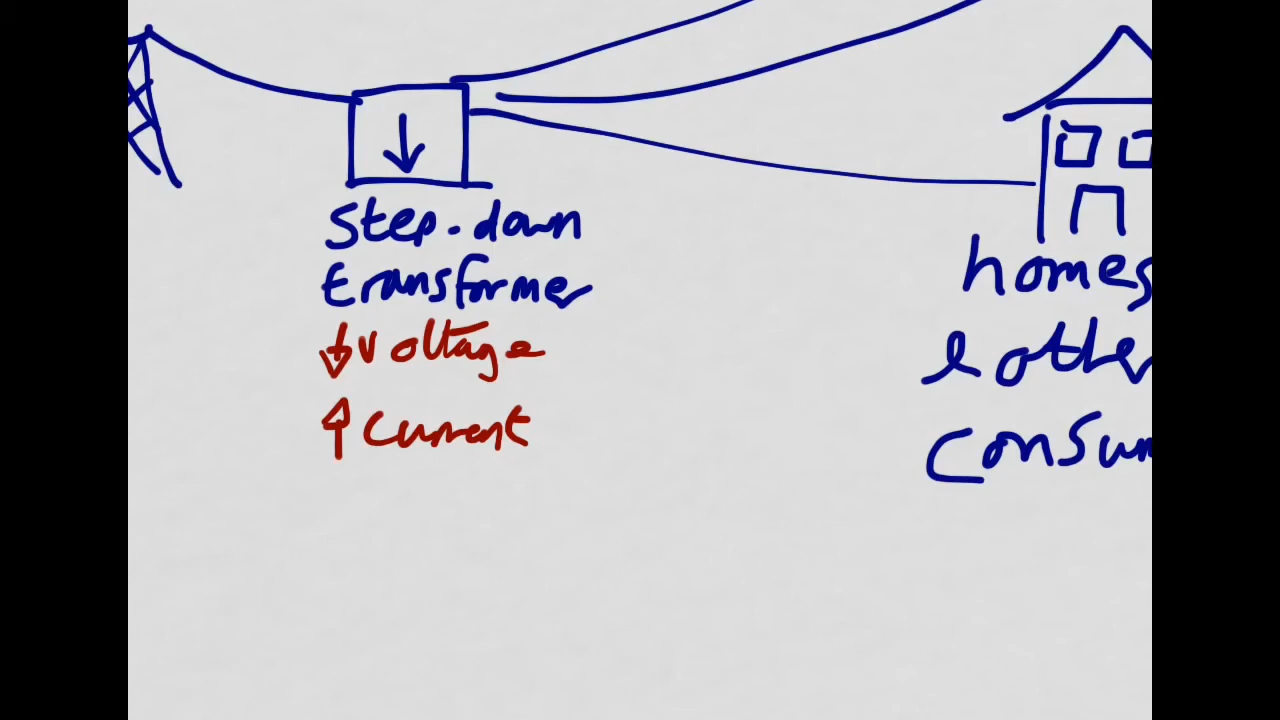 Step-down
transformer
↓ voltage
↑ current
homes
& other
consum